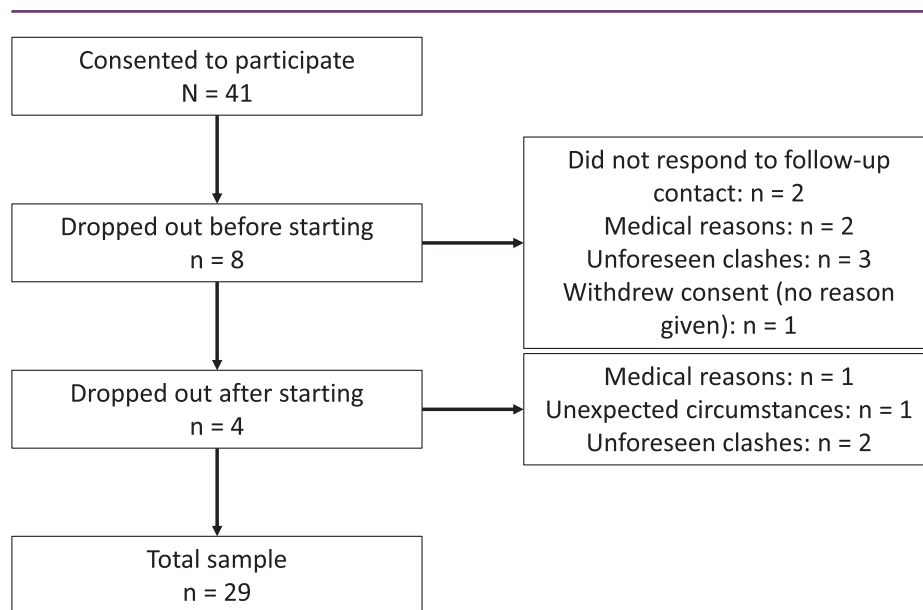 Consented to participate
N = 41
Did not respond to follow-up
contact: n = 2
Medical reasons: n = 2
Unforeseen clashes: n = 3
Withdrew consent (no reason
given): n = 1
Dropped out before starting
n = 8
Dropped out after starting
n = 4
Medical reasons: n = 1
Unexpected circumstances: n = 1
Unforeseen clashes: n = 2
Total sample
n = 29